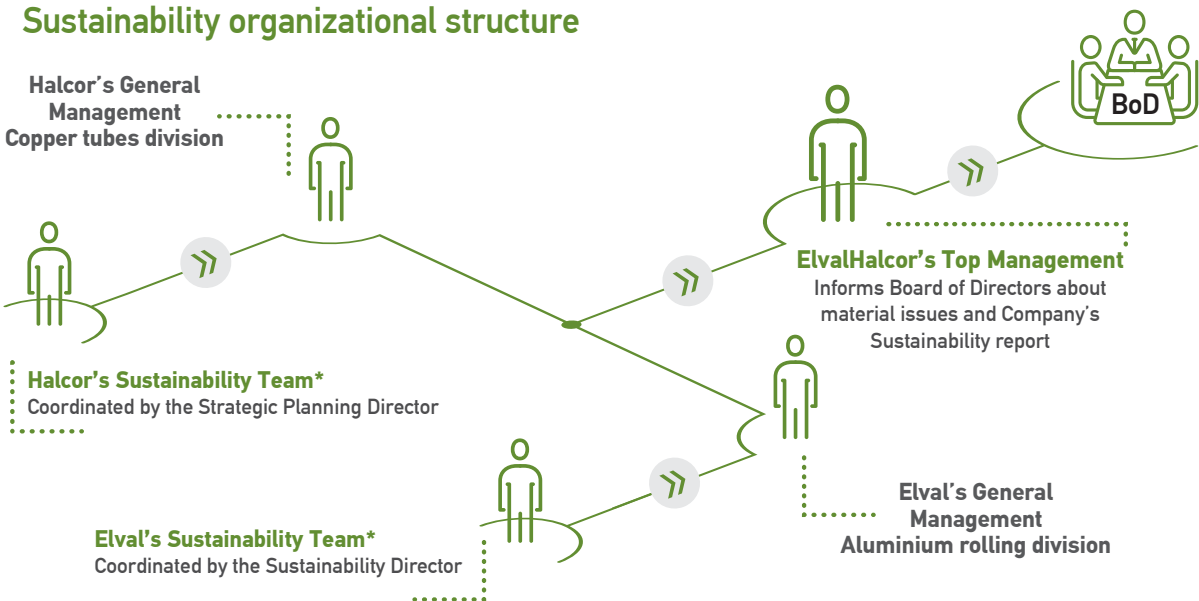 Sustainability organizational structure
Halcor's General
Management
Copper tubes division
BoD
ElvalHalcor's Top Management
Informs Board of Directors about
material issues and Company's
Sustainability report
Halcor's Sustainability Team*
Coordinated by the Strategic Planning Director
Elval's General
Management
Aluminium rolling division
Elval's Sustainability Team*
Coordinated by the Sustainability Director